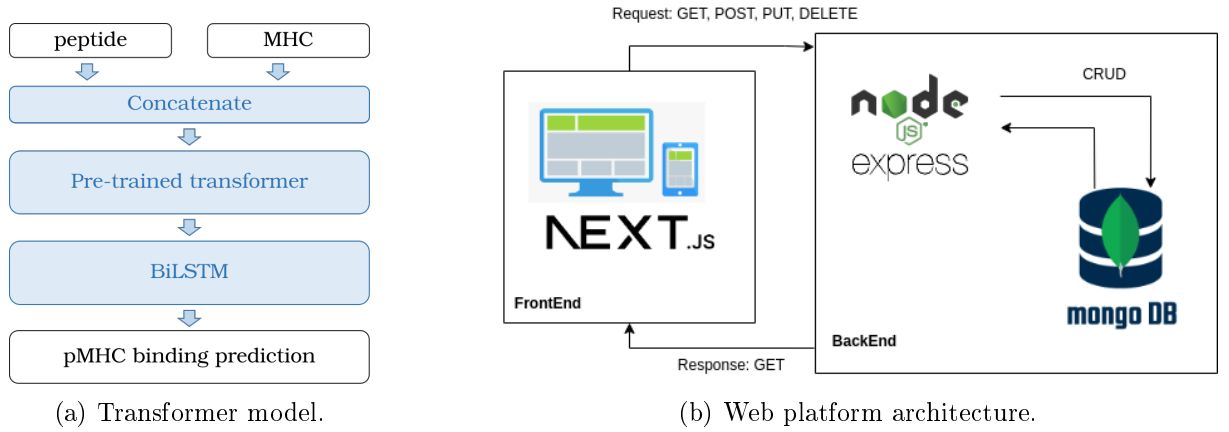 peptide
MHC
Concatenate
Pre-trained transformer
BiLSTM
pMHC binding prediction
(a) Transformer model.
Request: GET, POST, PUT, DELETE
NEXT.JS
FrontEnd
node
JS
express
CRUD
mongo DB
BackEnd
Response: GET
(b) Web platform architecture.